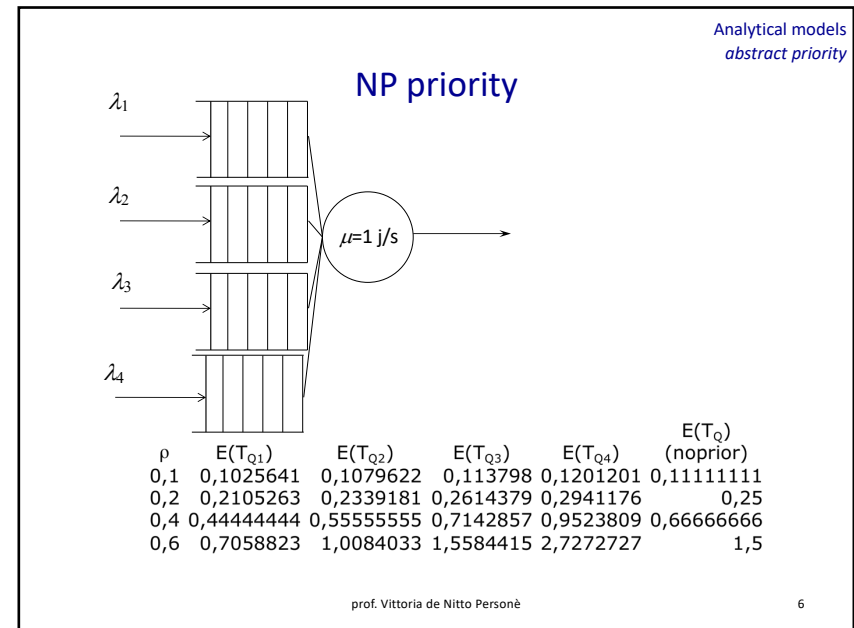 Analytical models
abstract priority
NP priority
λ1
λ2
μ=1 j/s
λ3
λ4
E(TQ)
ρ E(TQ1) E(TQ2) E(TQ3) E(TQ4) (noprior)
0,1 0,1025641 0,1079622 0,113798 0,1201201 0,11111111
0,2 0,2105263 0,2339181 0,2614379 0,2941176 0,25
0,4 0,44444444 0,55555555 0,7142857 0,9523809 0,66666666
0,6 0,7058823 1,0084033 1,5584415 2,7272727 1,5
prof. Vittoria de Nitto Personè 6